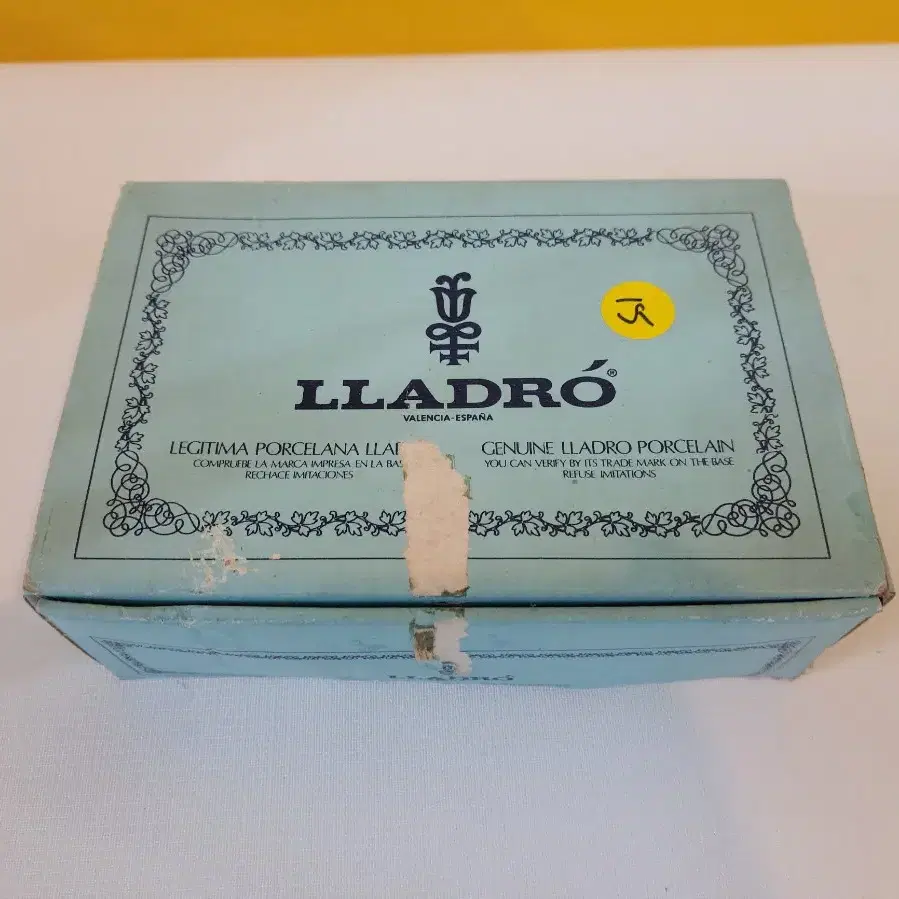 LLADRÓ®
VALENCIA-ESPAÑA
LEGITIMA PORCELANA
COMPRUEBE LA MARCA IMPRESA EN LA
RECHACE IMITACIONES
GENUINE LLADRO PORCELAIN
YOU CAN VERIFY BY ITS TRADE MARK ON THE BASE
REFUSE IMITATIONS
LLADRÓ